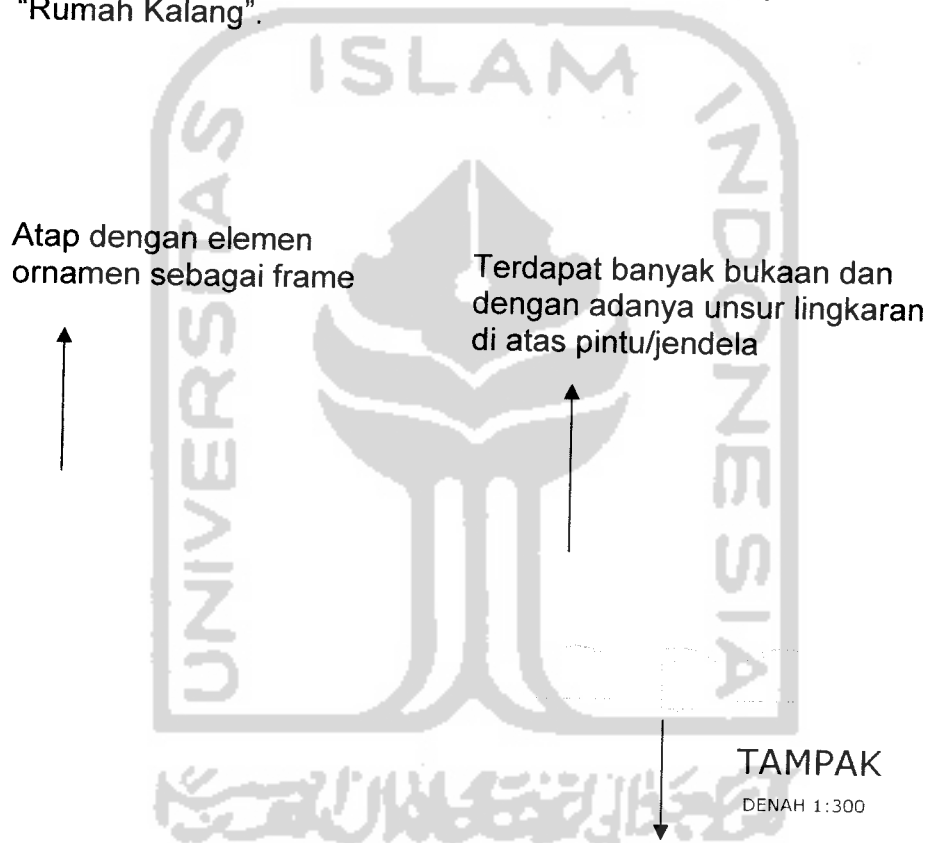 “Rumah Kalang”.
ISLAM
UNIVERSITAS
INDONESIA
Atap dengan elemen
ornamen sebagai frame
Terdapat banyak bukaan dan
dengan adanya unsur lingkaran
di atas pintu/jendela
TAMPAK
DENAH 1:300